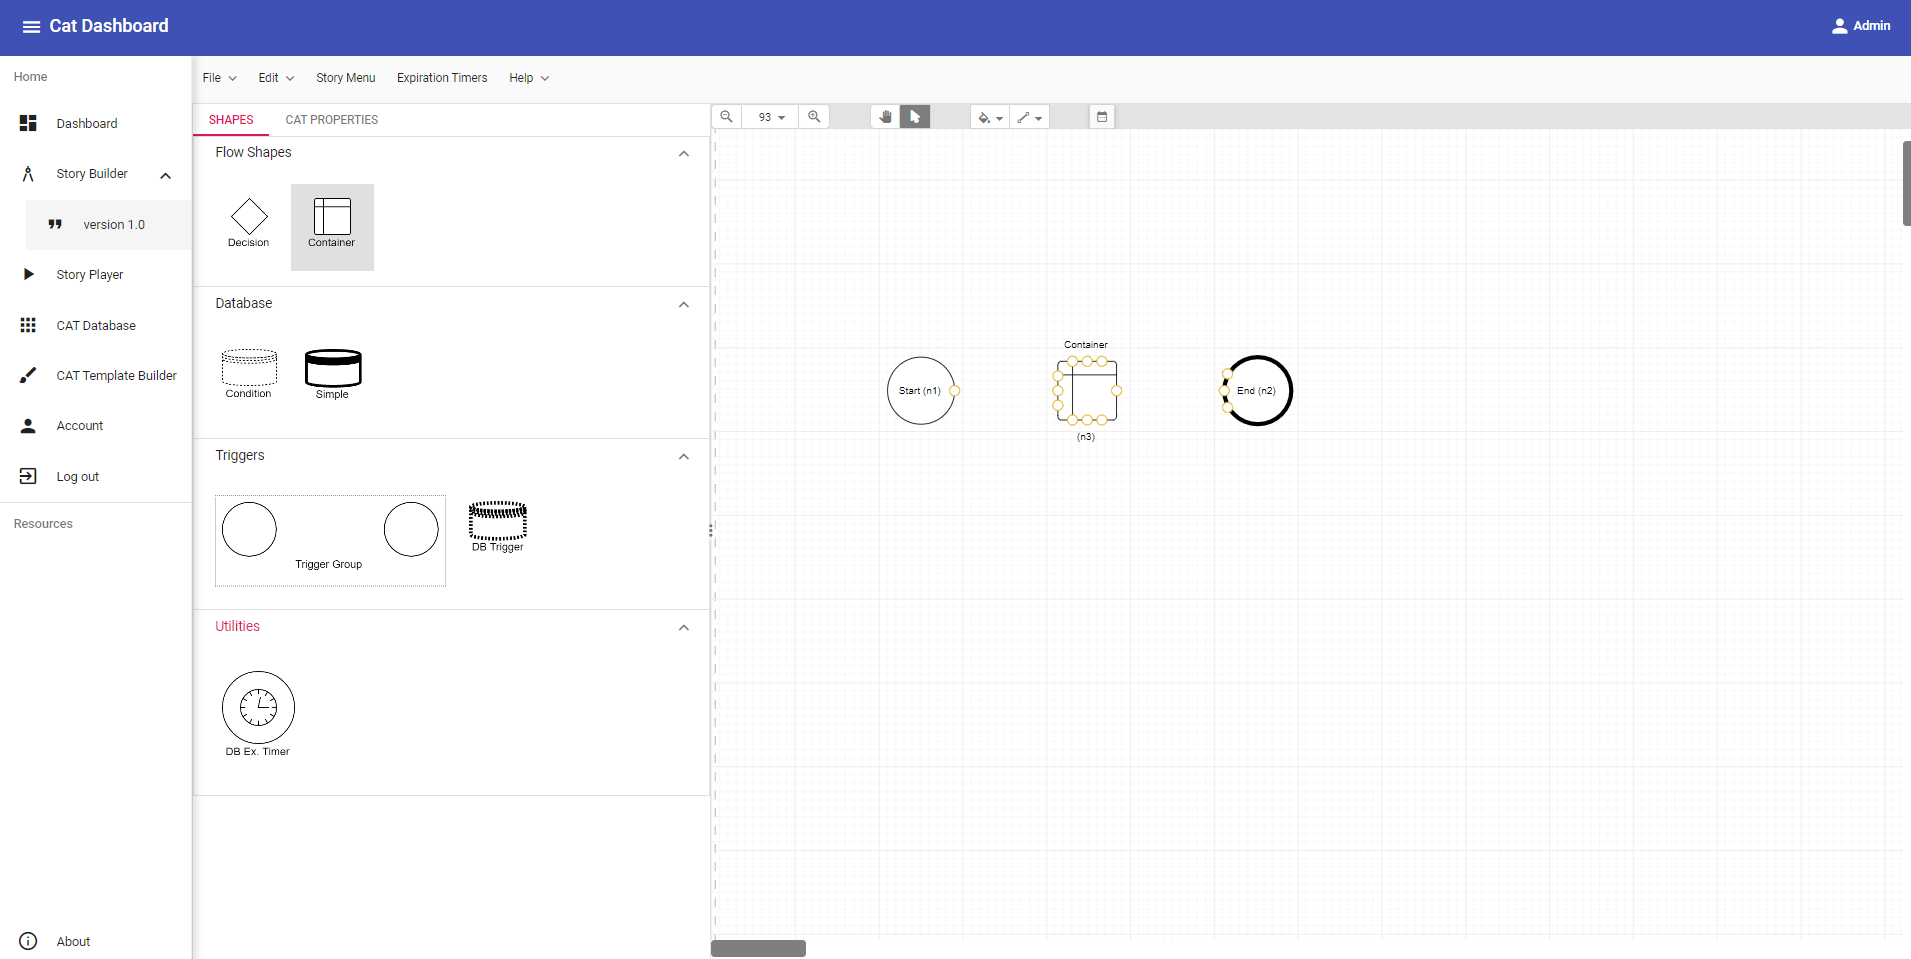 Cat Dashboard
Admin
Home
Dashboard
Story Builder
version 1.0
Story Player
CAT Database
CAT Template Builder
Account
Log out
Resources
About
File
Edit
Story Menu
Expiration Timers
Help
SHAPES
CAT PROPERTIES
93
Flow Shapes
Decision
Container
Database
Condition
Simple
Triggers
Trigger Group
DB Trigger
Utilities
DB Ex. Timer
Container
Start (n1)
End (n2)
(n3)